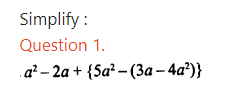 Simplify :
Question 1.
a² – 2a + {5a² – (3a – 4a²)}